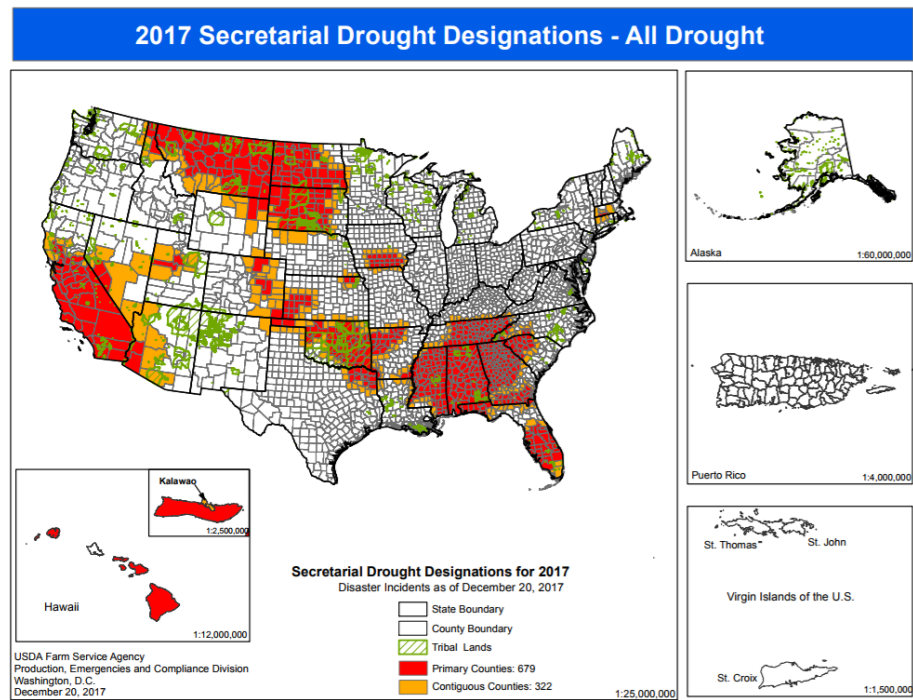 2017 Secretarial Drought Designations - All Drought
Alaska
1:60,000,000
Puerto Rico
1:4,000,000
St. Thomas
St. John
Virgin Islands of the U.S.
St. Croix
1:1,500,000
Kalawao
1:2,500,000
Hawaii
1:12,000,000
Secretarial Drought Designations for 2017
Disaster Incidents as of December 20, 2017
State Boundary
County Boundary
Tribal Lands
Primary Counties: 679
Contiguous Counties: 322
1:25,000,000
USDA Farm Service Agency
Production, Emergencies and Compliance Division
Washington, D.C.
December 20, 2017